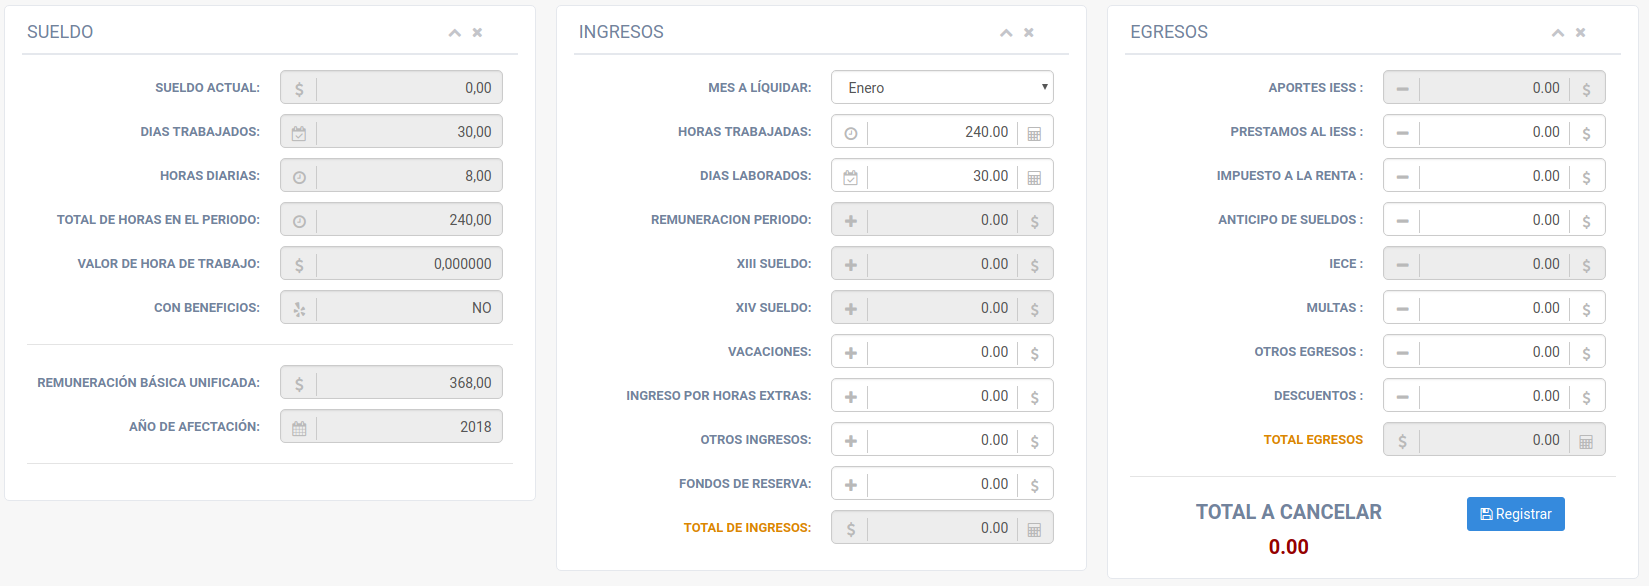 SUELDO
SUELDO ACTUAL: $ 0,00
DIAS TRABAJADOS: 30,00
HORAS DIARIAS: 8,00
TOTAL DE HORAS EN EL PERIODO: 240,00
VALOR DE HORA DE TRABAJO: $ 0,000000
CON BENEFICIOS: NO
REMUNERACIÓN BÁSICA UNIFICADA: $ 368,00
AÑO DE AFECTACIÓN: 2018
INGRESOS
MES A LÍQUIDAR: Enero
HORAS TRABAJADAS: 240.00
DIAS LABORADOS: 30.00
REMUNERACION PERIODO: + 0.00 $
XIII SUELDO: + 0.00 $
XIV SUELDO: + 0.00 $
VACACIONES: + 0.00 $
INGRESO POR HORAS EXTRAS: + 0.00 $
OTROS INGRESOS: + 0.00 $
FONDOS DE RESERVA: + 0.00 $
TOTAL DE INGRESOS: $ 0.00
EGRESOS
APORTES IESS : − 0.00 $
PRESTAMOS AL IESS : − 0.00 $
IMPUESTO A LA RENTA : − 0.00 $
ANTICIPO DE SUELDOS : − 0.00 $
IECE : − 0.00 $
MULTAS : − 0.00 $
OTROS EGRESOS : − 0.00 $
DESCUENTOS : − 0.00 $
TOTAL EGRESOS $ 0.00
TOTAL A CANCELAR
0.00
Registrar